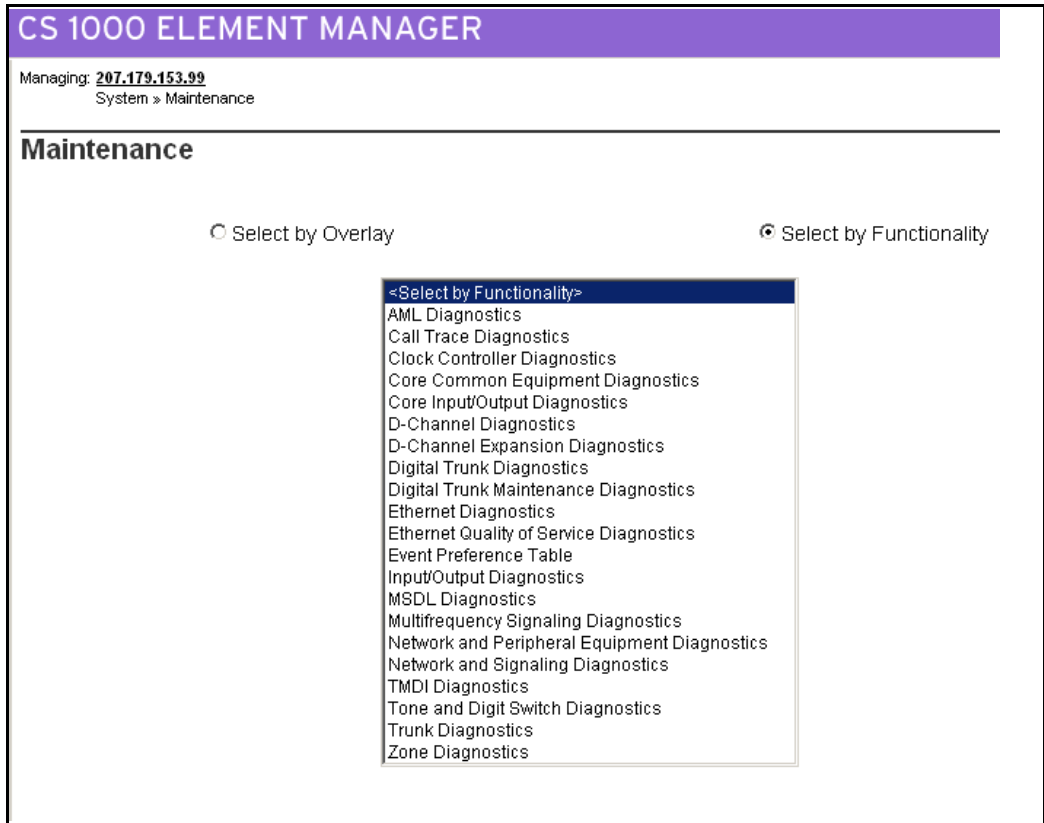 CS 1000 ELEMENT MANAGER
Managing: 207.179.153.99
System » Maintenance
Maintenance
Select by Overlay
Select by Functionality
<Select by Functionality>
AML Diagnostics
Call Trace Diagnostics
Clock Controller Diagnostics
Core Common Equipment Diagnostics
Core Input/Output Diagnostics
D-Channel Diagnostics
D-Channel Expansion Diagnostics
Digital Trunk Diagnostics
Digital Trunk Maintenance Diagnostics
Ethernet Diagnostics
Ethernet Quality of Service Diagnostics
Event Preference Table
Input/Output Diagnostics
MSDL Diagnostics
Multifrequency Signaling Diagnostics
Network and Peripheral Equipment Diagnostics
Network and Signaling Diagnostics
TMDI Diagnostics
Tone and Digit Switch Diagnostics
Trunk Diagnostics
Zone Diagnostics